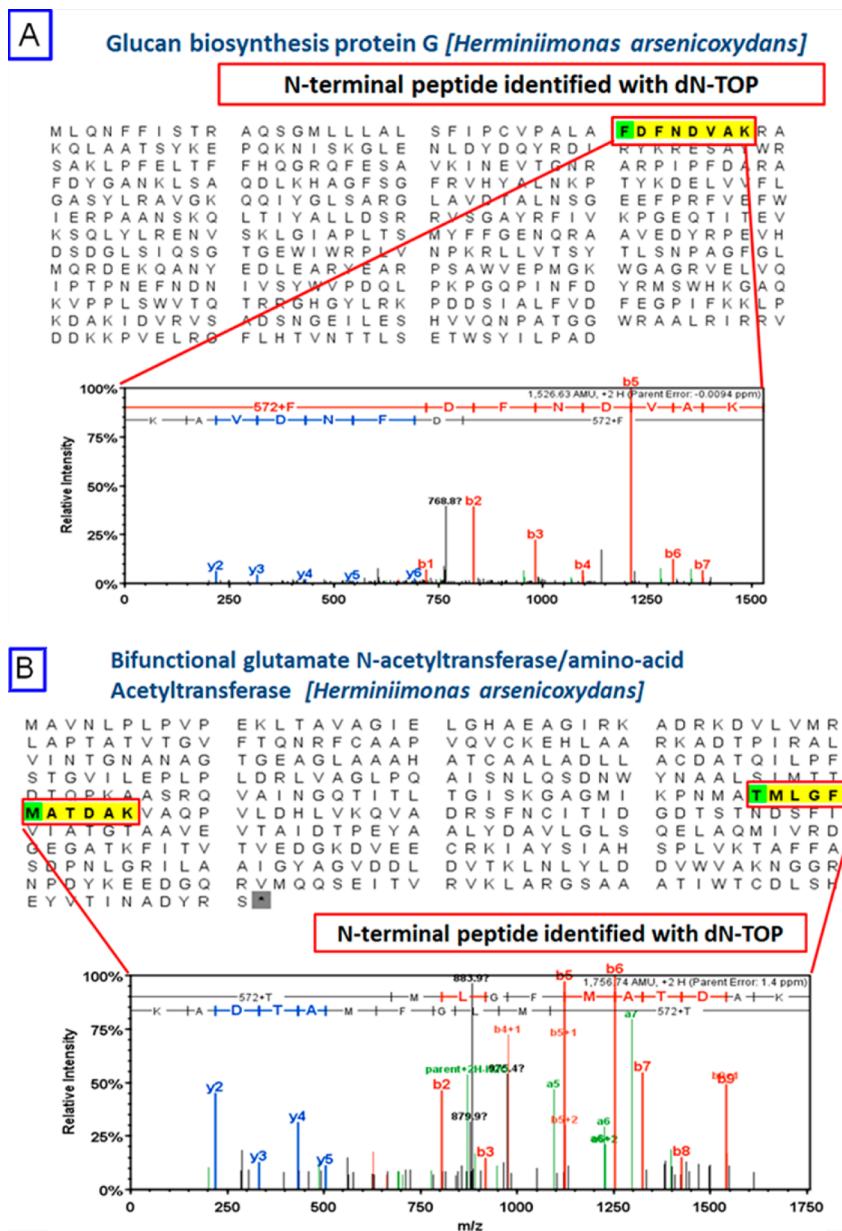 A
Glucan biosynthesis protein G [Herminiimonas arsenicoxydans]
N-terminal peptide identified with dN-TOP
MLQNFFISTR AQSGMLLLAL SFIPCVPALA FDFNDVAKRA
KQLAATSYKE PQKNISKGLE NLDYDQYRDI RYKRESAYWR
SAKLPFELTF FHQGRQFESA VKINEVTGNR ARPIPFDARA
FDYGANKLSA QDLKHAGFSG FRVHYALNKP TYKDELVVFL
GASYLRAVGK QQIYGLSARG LAVDTALNSG EEFPRFVEFW
IERPAANSKQ LTIYALLDSR RVSGAYRFIV KPGEQTITEV
KSQLYLRENV SKLGIAPLTS MYFFGENQRA AVEDYRPEVH
DSDGLSIQSG TGEWIWRPLV NPKRLLVTSY TLSNPAGFGL
MQRDEKQANY EDLEARYEAR PSAWVEPMGK WGAGRVELVQ
IPTPNEFNDN IVSYWVPDQL PKPGQPINFD YRMSWHKGAQ
KVPPLSWVTQ TRRGHGYLRK PDDSIALFVD FEGPIFKKLP
KDAKIDVRVS ADSNGEILES HVVQNPATGG WRAALRIRRV
DDKKPVELRG FLHTVNTTLS ETWSYILPAD
b5
100%
1,526.63 AMU, +2 H (Parent Error: -0.0094 ppm)
572+F D F N D V A K
K A V D N F D 572+F
75%
Relative Intensity
50%
768.8? b2
25%
b3
y2 y3 y4 y5 y6 b1 b4 b6 b7
0%
0 250 500 750 1000 1250 1500
B
Bifunctional glutamate N-acetyltransferase/amino-acid
Acetyltransferase [Herminiimonas arsenicoxydans]
MAVNLPLPVP EKLTAVAGIE LGHAEAGIRK ADRKDVLVMR
LAPTATVTGV FTQNRFCAAP VQVCKEHLAA RKADTPIRAL
VINTGNANAG TGEAGLAAAH ATCAALADLL ACDATQILPF
STGVILEPLP LDRLVAGLPQ AISNLQSDNW YNAALSIMTT
DTQPKAASRQ VAINGQTITL TGISKGAGMI KPNMATMLGF
MATDAKVAQP VLDHLVKQVA DRSFNCITID GDTSTNDSFI
VIATGTAAVE VTAIDTPEYA ALYDAVLGLS QELAQMIVRD
GEGATKFITV TVEDGKDVEE CRKIAYSIAH SPLVKTAFFA
SDPNLGRILA AIGYAGVDDL DVTKLNLYLD DVWVAKNGGR
NPDYKEEDGQ RVMQQSEITV RVKLARGSAA ATIWTCDLSH
EYVTINADYR S*
N-terminal peptide identified with dN-TOP
100%
883.9? b5 b6
1,756.74 AMU, +2 H (Parent Error: 1.4 ppm)
572+T M L G F M A T D A K
K A D T A M F G L M 572+T
75%
b4+1 b5+1 a7
Relative Intensity
50%
y2 b2 975.4? a5 b7 b9
25%
y4 879.9? b5+2 a6
a6+2
y3 y5 b3 b8
0%
0 250 500 750 1000 1250 1500 1750
m/z